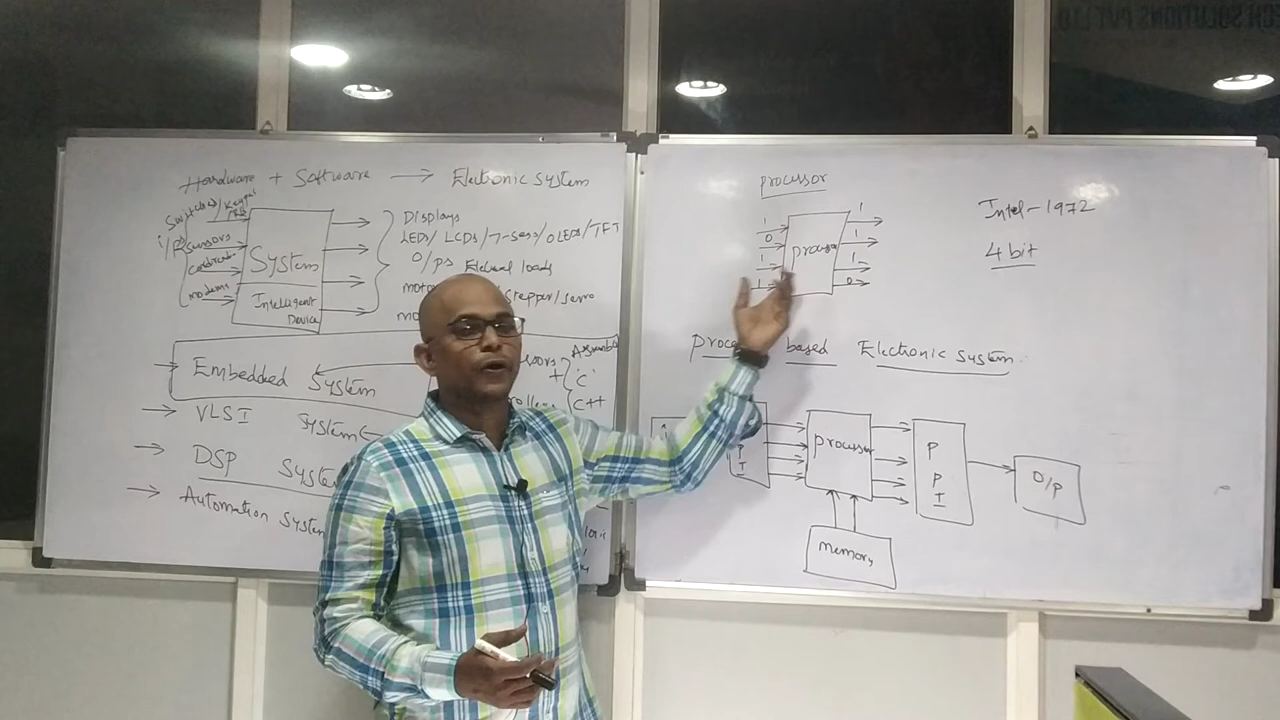 Hardware + Software → Electronic System
Switches/Keypad
i/p Sensors
modems
System
Intelligent
Device
Displays
LEDs/ LCDs/7-segs/OLEDs/TFT
O/ps
loads
Stepper/Servo
Embedded System
+
'C'
C++
→ VLSI System
→ DSP
→ Automation System
processor
1
0
1
1
processor
1
1
1
0
Intel-1972
4 bit
based Electronic System
P
I
processor
P
P
I
O/p
memory